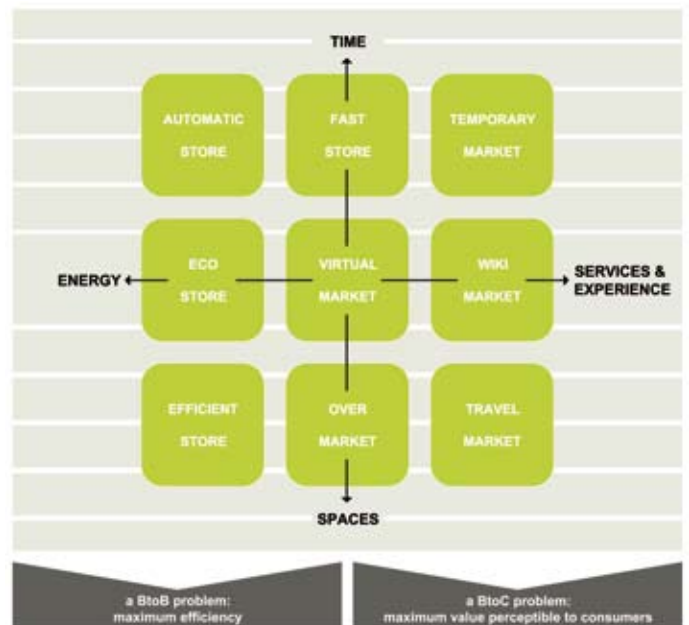 TIME
AUTOMATIC
STORE
FAST
STORE
TEMPORARY
MARKET
ENERGY
ECO
STORE
VIRTUAL
MARKET
WIKI
MARKET
SERVICES &
EXPERIENCE
EFFICIENT
STORE
OVER
MARKET
TRAVEL
MARKET
SPACES
a BtoB problem:
maximum efficiency
a BtoC problem:
maximum value perceptible to consumers